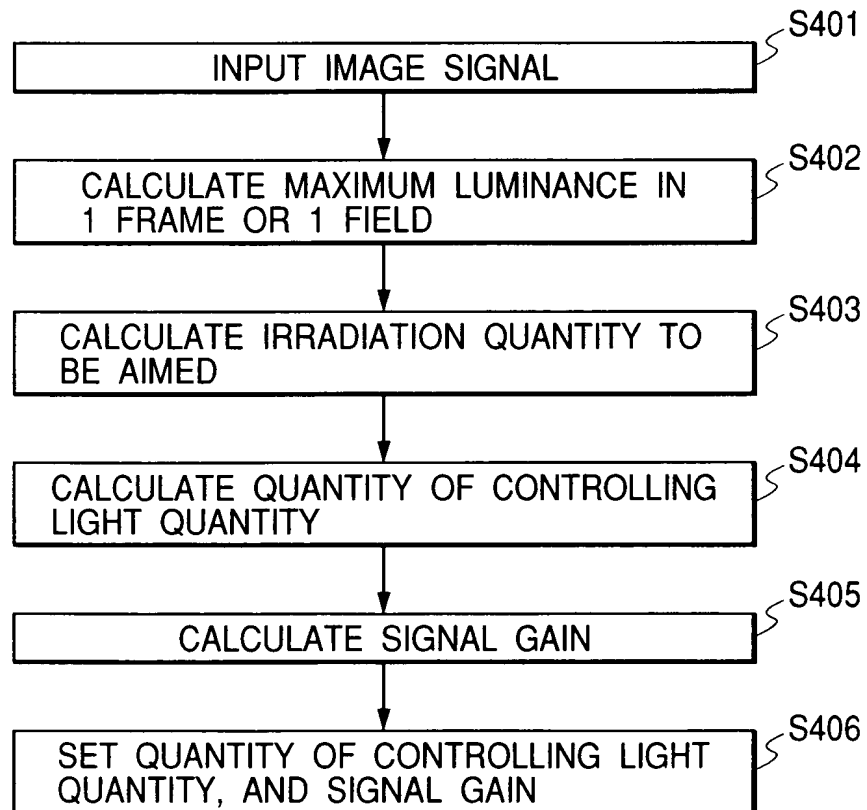 S401
INPUT IMAGE SIGNAL
S402
CALCULATE MAXIMUM LUMINANCE IN
1 FRAME OR 1 FIELD
S403
CALCULATE IRRADIATION QUANTITY TO
BE AIMED
S404
CALCULATE QUANTITY OF CONTROLLING
LIGHT QUANTITY
S405
CALCULATE SIGNAL GAIN
S406
SET QUANTITY OF CONTROLLING LIGHT
QUANTITY, AND SIGNAL GAIN